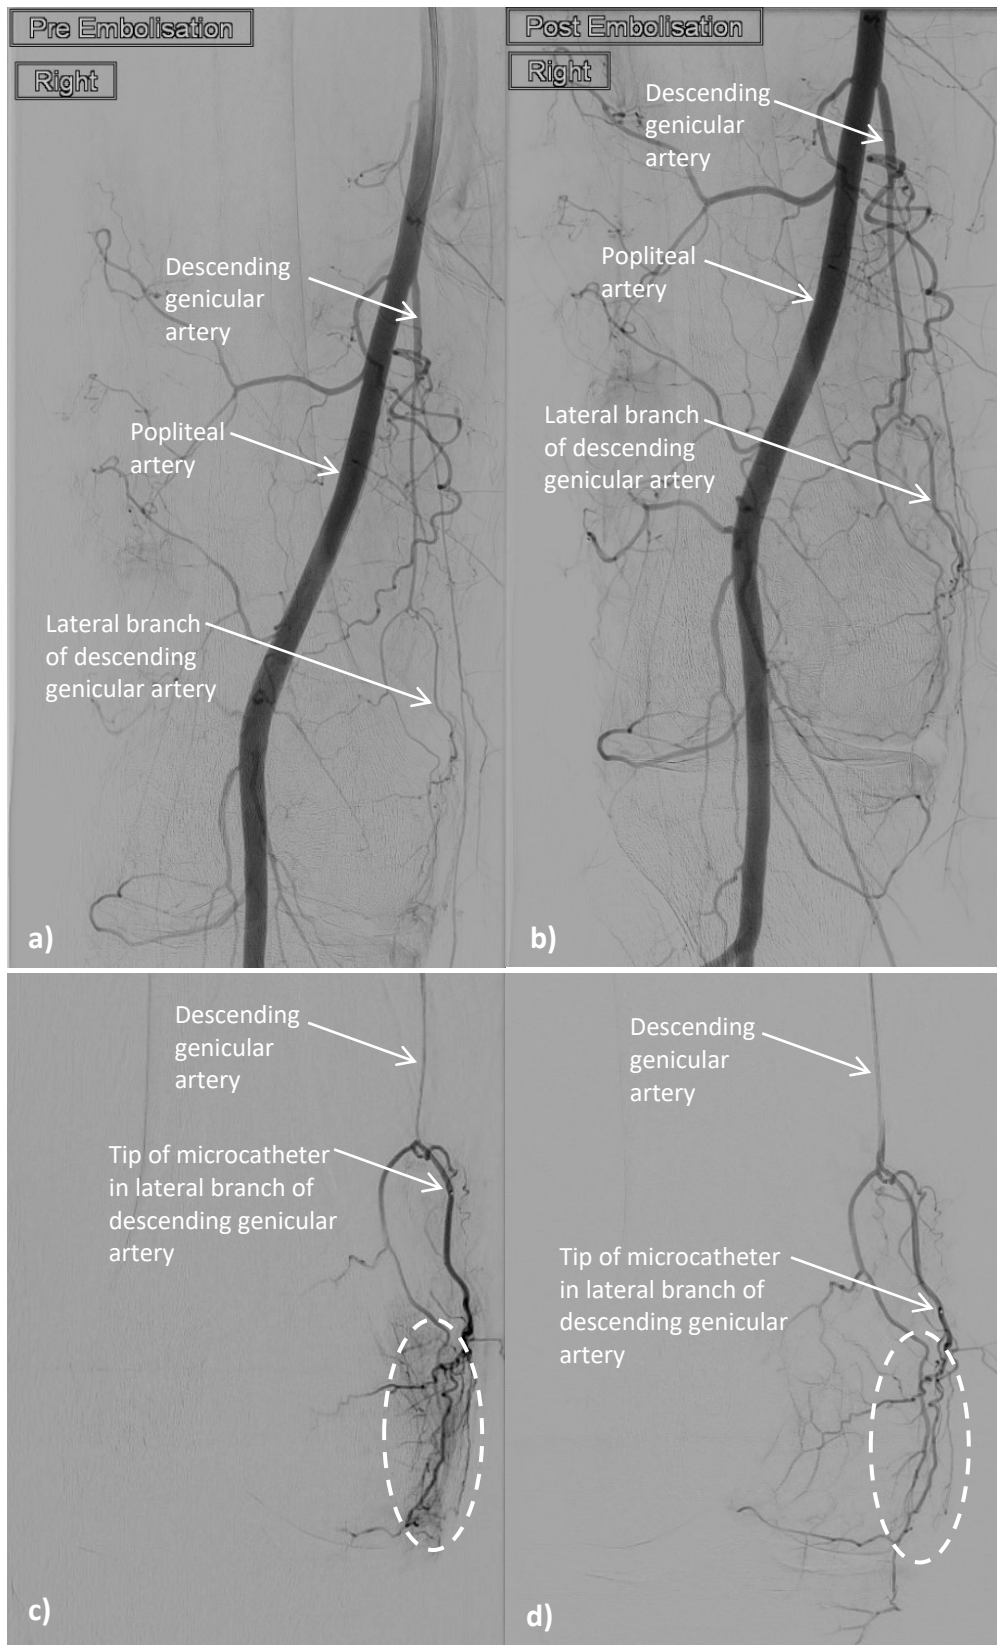 Pre Embolisation
Right
Descending
genicular
artery
Popliteal
artery
Lateral branch
of descending
genicular artery
a)
Post Embolisation
Right
Descending
genicular
artery
Popliteal
artery
Lateral branch
of descending
genicular artery
b)
Descending
genicular
artery
Tip of microcatheter
in lateral branch of
descending genicular
artery
c)
Descending
genicular
artery
Tip of microcatheter
in lateral branch of
descending genicular
artery
d)